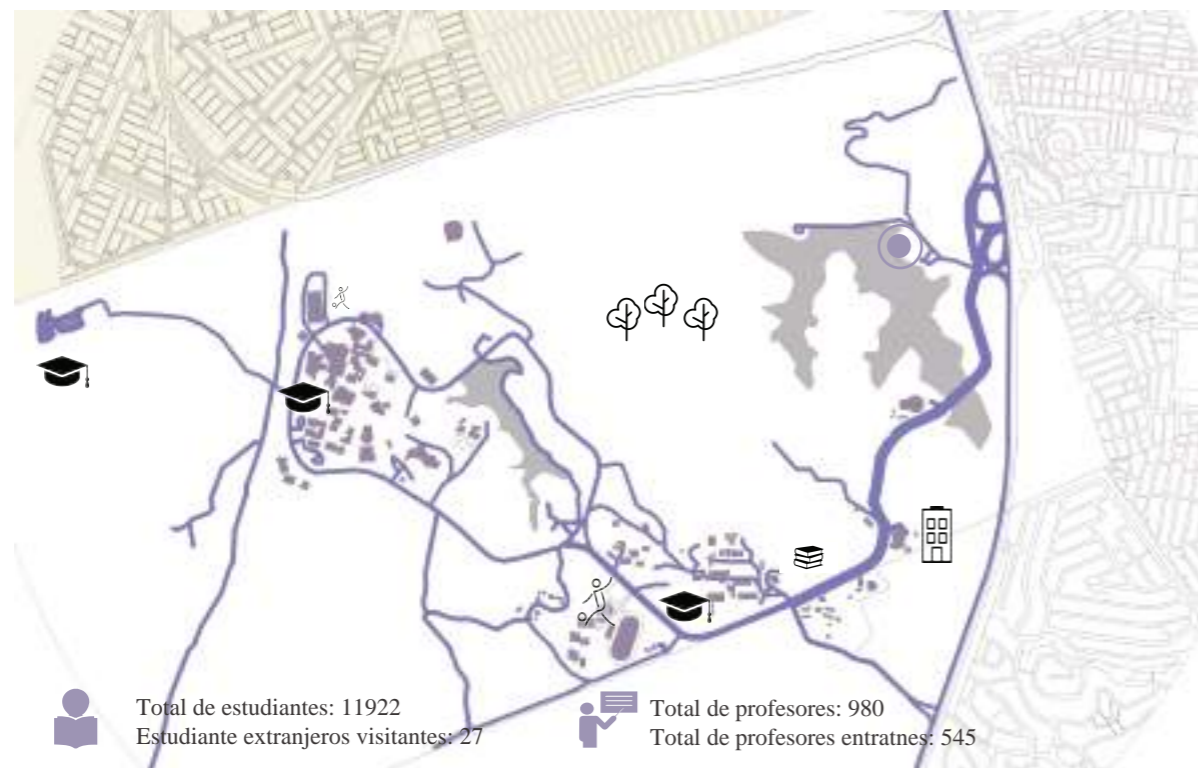 Total de estudiantes: 11922
Estudiante extranjeros visitantes: 27
Total de profesores: 980
Total de profesores entratnes: 545